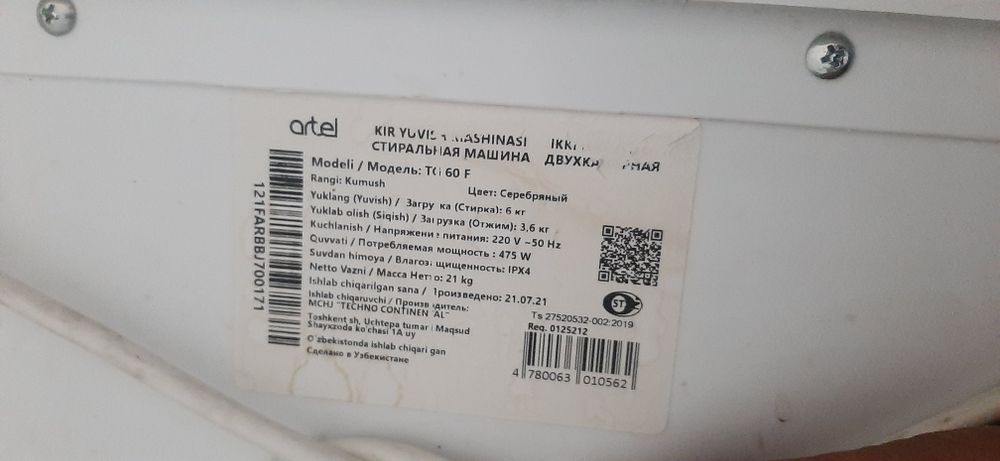 artel
KIR YUVISH MASHINASI IKKI
СТИРАЛЬНАЯ МАШИНА
Modeli / Модель: TG 60 F
Rangi: Kumush Цвет: Серебряный
Yuklang (Yuvish) / Загрузка (Стирка): 6 кг
Yuklab olish (Siqish) / Загрузка (Отжим): 3,6 кг
Kuchlanish / Напряжение питания: 220 V ~50 Hz
Quvvati / Потребляемая мощность : 475 W
Suvdan himoya / Влагозащищенность: IPX4
Netto Vazni / Масса Нетто: 21 kg
Ishlab chiqarilgan sana / Произведено: 21.07.21
Ishlab chiqaruvchi / Производитель:
MCHJ "TECHNO CONTINENTAL"
Toshkent sh, Uchtepa tumani Maqsud
Shayxzoda ko'chasi 1A uy
O'zbekistonda ishlab chiqarilgan
Сделано в Узбекистане
121FARBBJ700171
ST
Ts 27520532-002:2019
Req. 0125212
4 780063 010562